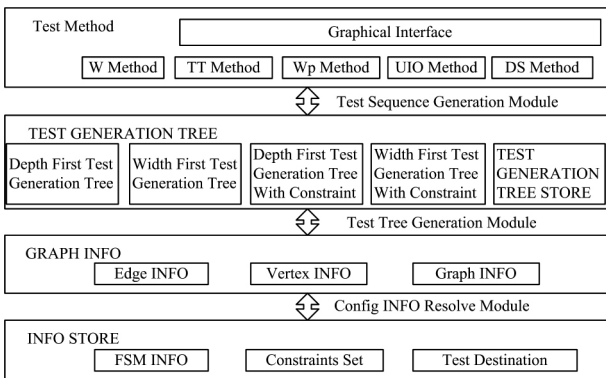 Test Method
Graphical Interface
W Method
TT Method
Wp Method
UIO Method
DS Method
Test Sequence Generation Module
TEST GENERATION TREE
Depth First Test
Generation Tree
Width First Test
Generation Tree
Depth First Test
Generation Tree
With Constraint
Width First Test
Generation Tree
With Constraint
TEST
GENERATION
TREE STORE
Test Tree Generation Module
GRAPH INFO
Edge INFO
Vertex INFO
Graph INFO
Config INFO Resolve Module
INFO STORE
FSM INFO
Constraints Set
Test Destination